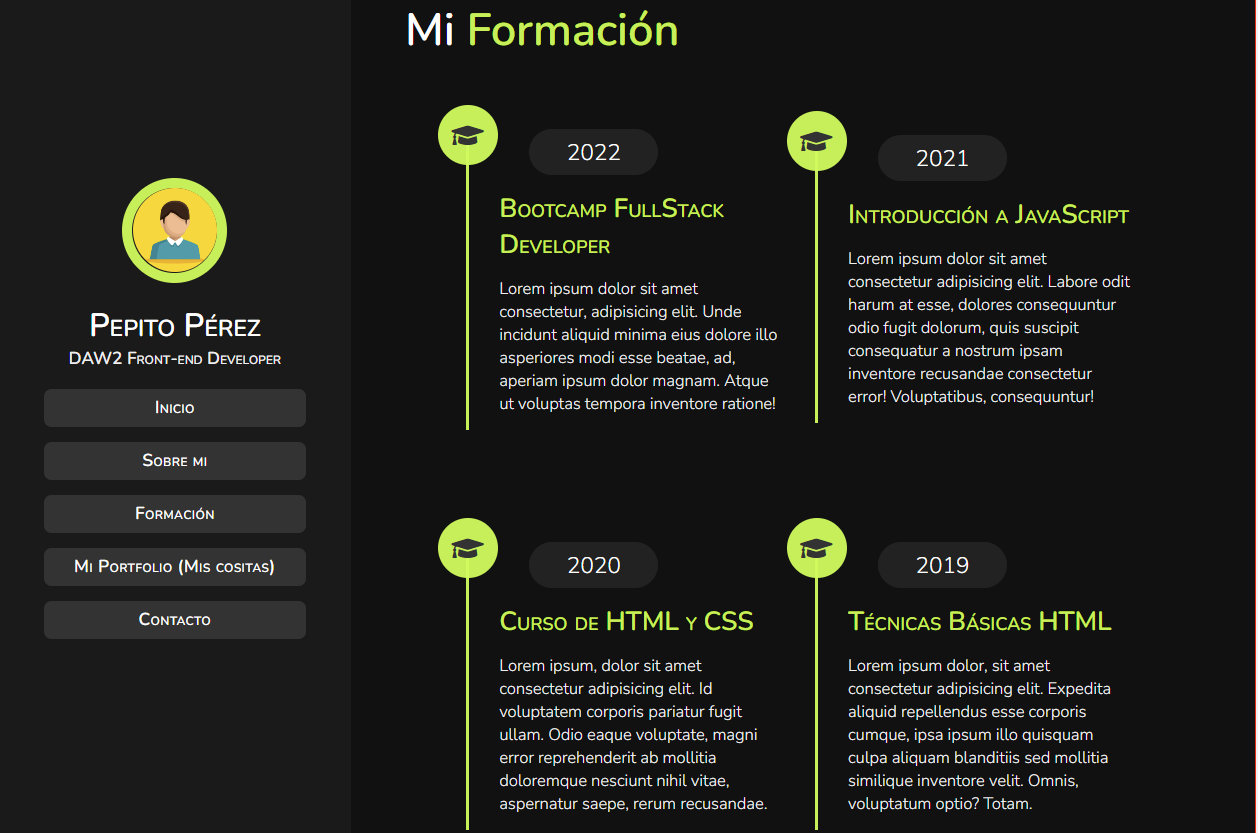 Mi Formación
Pepito Pérez
DAW2 Front-end Developer
Inicio
Sobre mi
Formación
Mi Portfolio (Mis cositas)
Contacto
2022
Bootcamp FullStack
Developer
Lorem ipsum dolor sit amet
consectetur, adipisicing elit. Unde
incidunt aliquid minima eius dolore illo
asperiores modi esse beatae, ad,
aperiam ipsum dolor magnam. Atque
ut voluptas tempora inventore ratione!
2021
Introducción a JavaScript
Lorem ipsum dolor sit amet
consectetur adipisicing elit. Labore odit
harum at esse, dolores consequuntur
odio fugit dolorum, quis suscipit
consequatur a nostrum ipsam
inventore recusandae consectetur
error! Voluptatibus, consequuntur!
2020
Curso de HTML y CSS
Lorem ipsum, dolor sit amet
consectetur adipisicing elit. Id
voluptatem corporis pariatur fugit
ullam. Odio eaque voluptate, magni
error reprehenderit ab mollitia
doloremque nesciunt nihil vitae,
aspernatur saepe, rerum recusandae.
2019
Técnicas Básicas HTML
Lorem ipsum dolor, sit amet
consectetur adipisicing elit. Expedita
aliquid repellendus esse corporis
cumque, ipsa ipsum illo quisquam
culpa aliquam blanditiis sed mollitia
similique inventore velit. Omnis,
voluptatum optio? Totam.